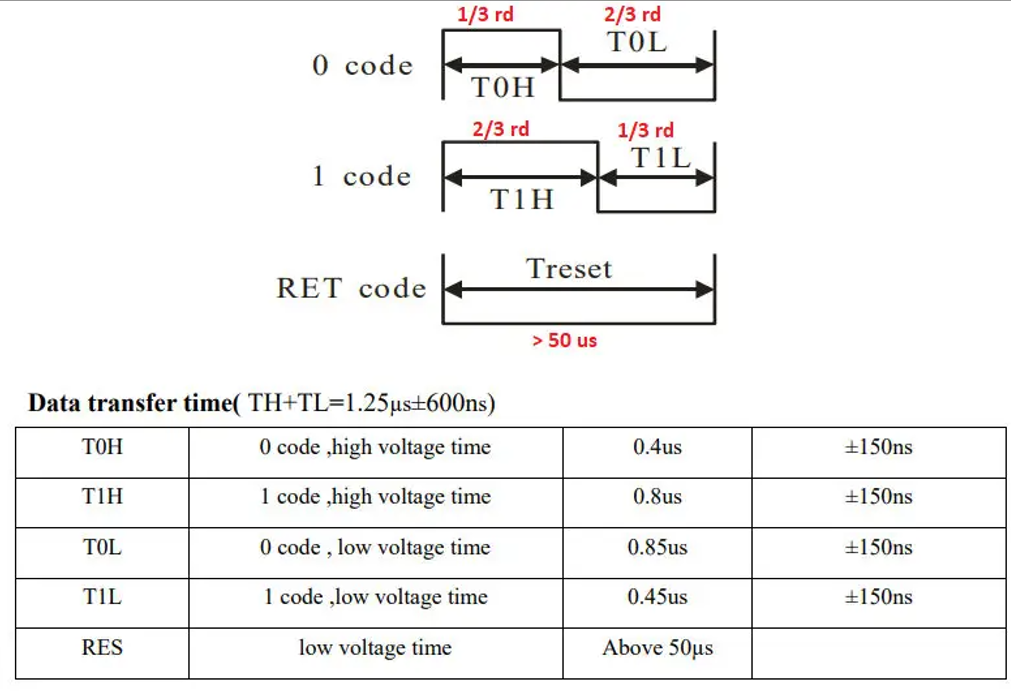 1/3 rd 2/3 rd
0 code T0H T0L
2/3 rd 1/3 rd
1 code T1H T1L
RET code Treset
> 50 us
Data transfer time( TH+TL=1.25μs±600ns)
T0H 0 code ,high voltage time 0.4us ±150ns
T1H 1 code ,high voltage time 0.8us ±150ns
T0L 0 code , low voltage time 0.85us ±150ns
T1L 1 code ,low voltage time 0.45us ±150ns
RES low voltage time Above 50μs